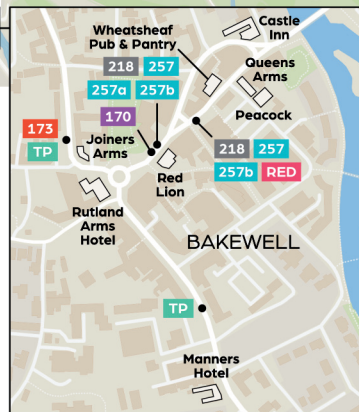 Castle
Inn
Wheatsheaf
Pub & Pantry
218 257
257a 257b
Queens
Arms
Peacock
170
173
TP
Joiners
Arms
Red
Lion
218 257
257b RED
Rutland
Arms
Hotel
BAKEWELL
TP
Manners
Hotel